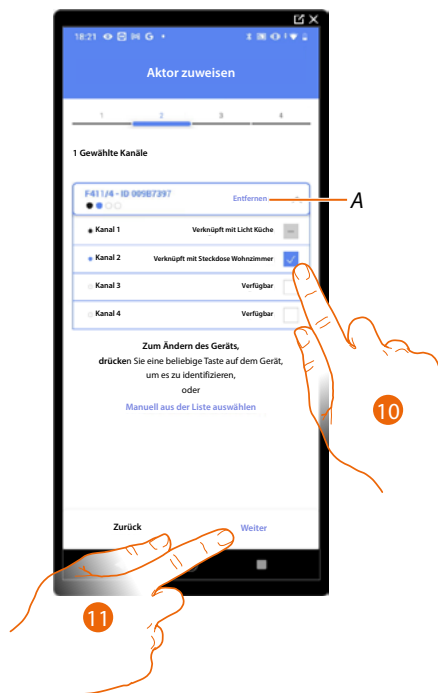 18:21
Aktor zuweisen
1 2 3 4
1 Gewählte Kanäle
F411/4 - ID 009B7397
Entfernen
A
Kanal 1 Verknüpft mit Licht Küche
Kanal 2 Verknüpft mit Steckdose Wohnzimmer
Kanal 3 Verfügbar
Kanal 4 Verfügbar
Zum Ändern des Geräts,
drücken Sie eine beliebige Taste auf dem Gerät,
um es zu identifizieren,
oder
Manuell aus der Liste auswählen
10
Zurück Weiter
11